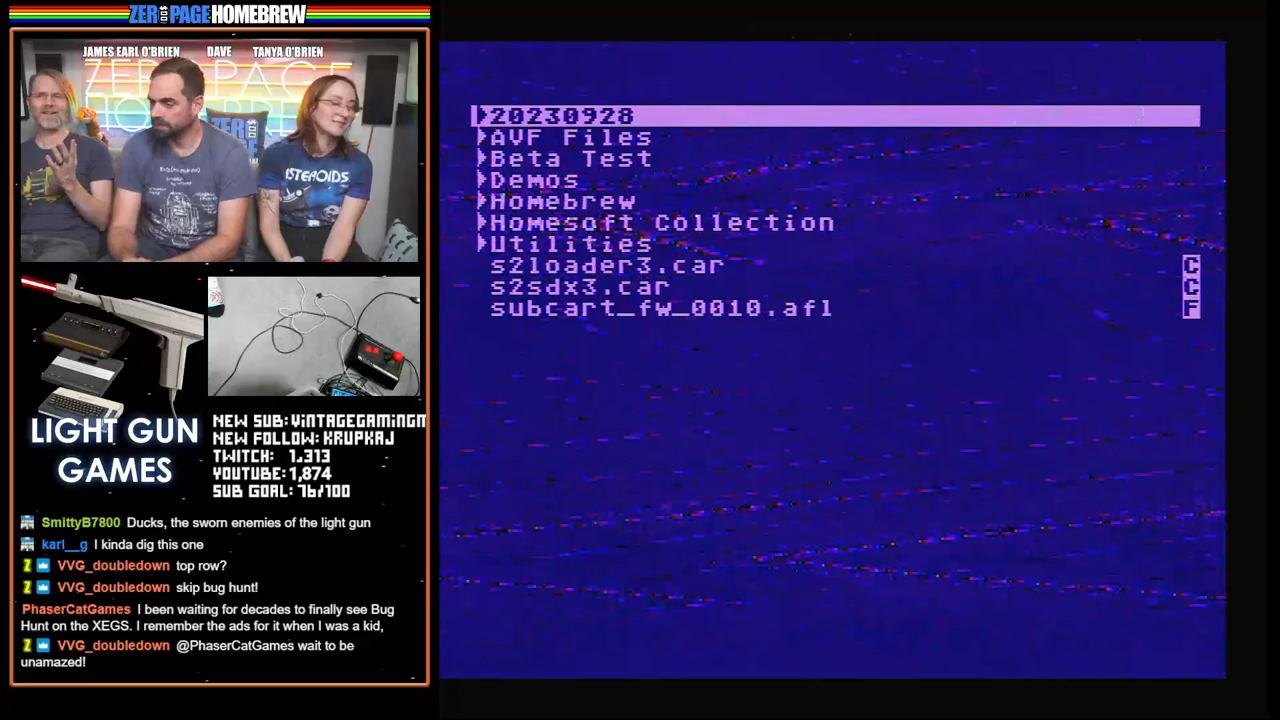 ZER PAGE HOMEBREW
JAMES EARL O'BRIEN DAVE TANYA O'BRIEN
ASTEROIDS
LIGHT GUN
GAMES
NEW SUB: VINTAGEGAMINGM
NEW FOLLOW: KRUPKAJ
TWITCH: 1,313
YOUTUBE: 1,874
SUB GOAL: 76/100
SmittyB7800 Ducks, the sworn enemies of the light gun
karl__g I kinda dig this one
VVG_doubledown top row?
VVG_doubledown skip bug hunt!
PhaserCatGames I been waiting for decades to finally see Bug
Hunt on the XEGS. I remember the ads for it when I was a kid,
VVG_doubledown @PhaserCatGames wait to be
unamazed!
20230928
AVF Files
Beta Test
Demos
Homebrew
Homesoft Collection
Utilities
s2loader3.car C
s2sdx3.car C
subcart_fw_0010.afl F